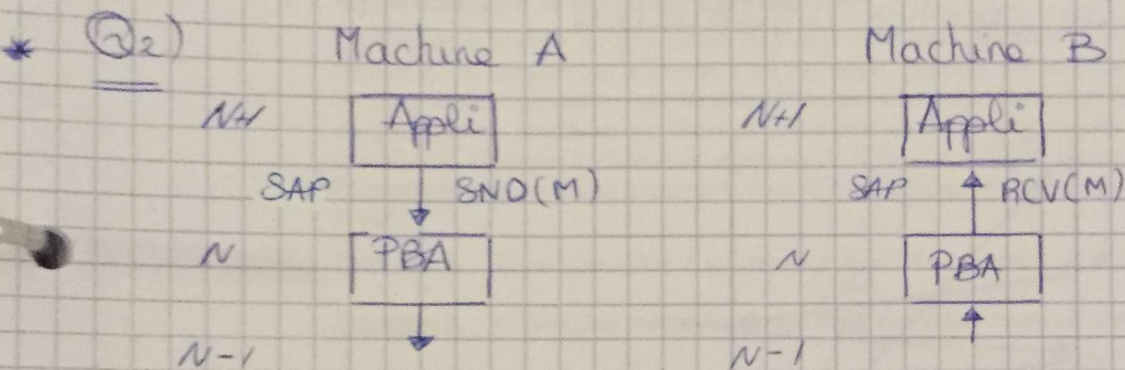 * Q2) Machine A Machine B
N+1 Appli N+1 Appli
SAP SND(M) SAP RCV(M)
N PBA N PBA
N-1 N-1